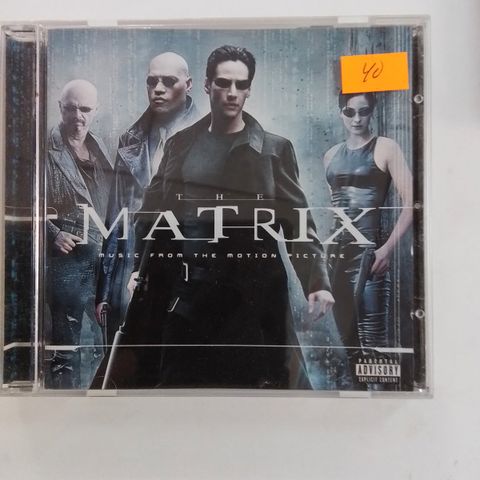 40
THE
MATRIX
MUSIC FROM THE MOTION PICTURE
PARENTAL
ADVISORY
EXPLICIT CONTENT